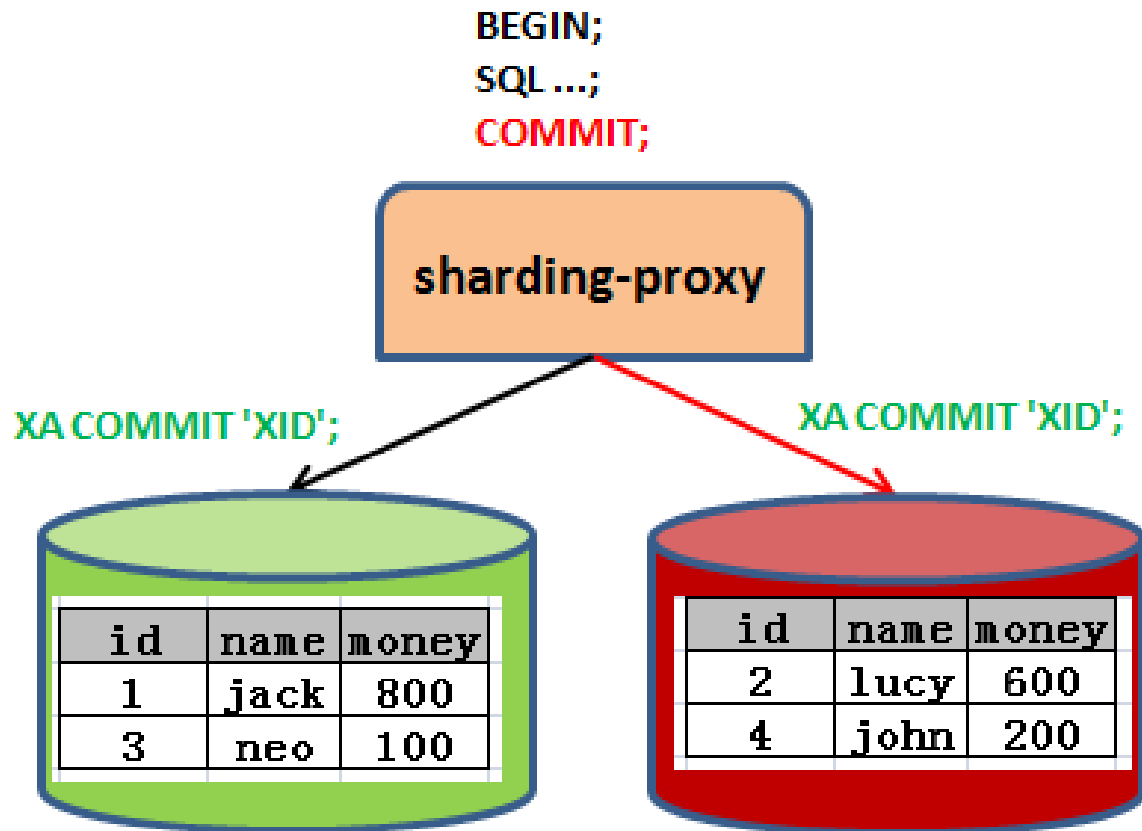 BEGIN;
SQL ...;
COMMIT;
sharding-proxy
XA COMMIT 'XID';
XA COMMIT 'XID';
id name money
1 jack 800
3 neo 100
id name money
2 lucy 600
4 john 200